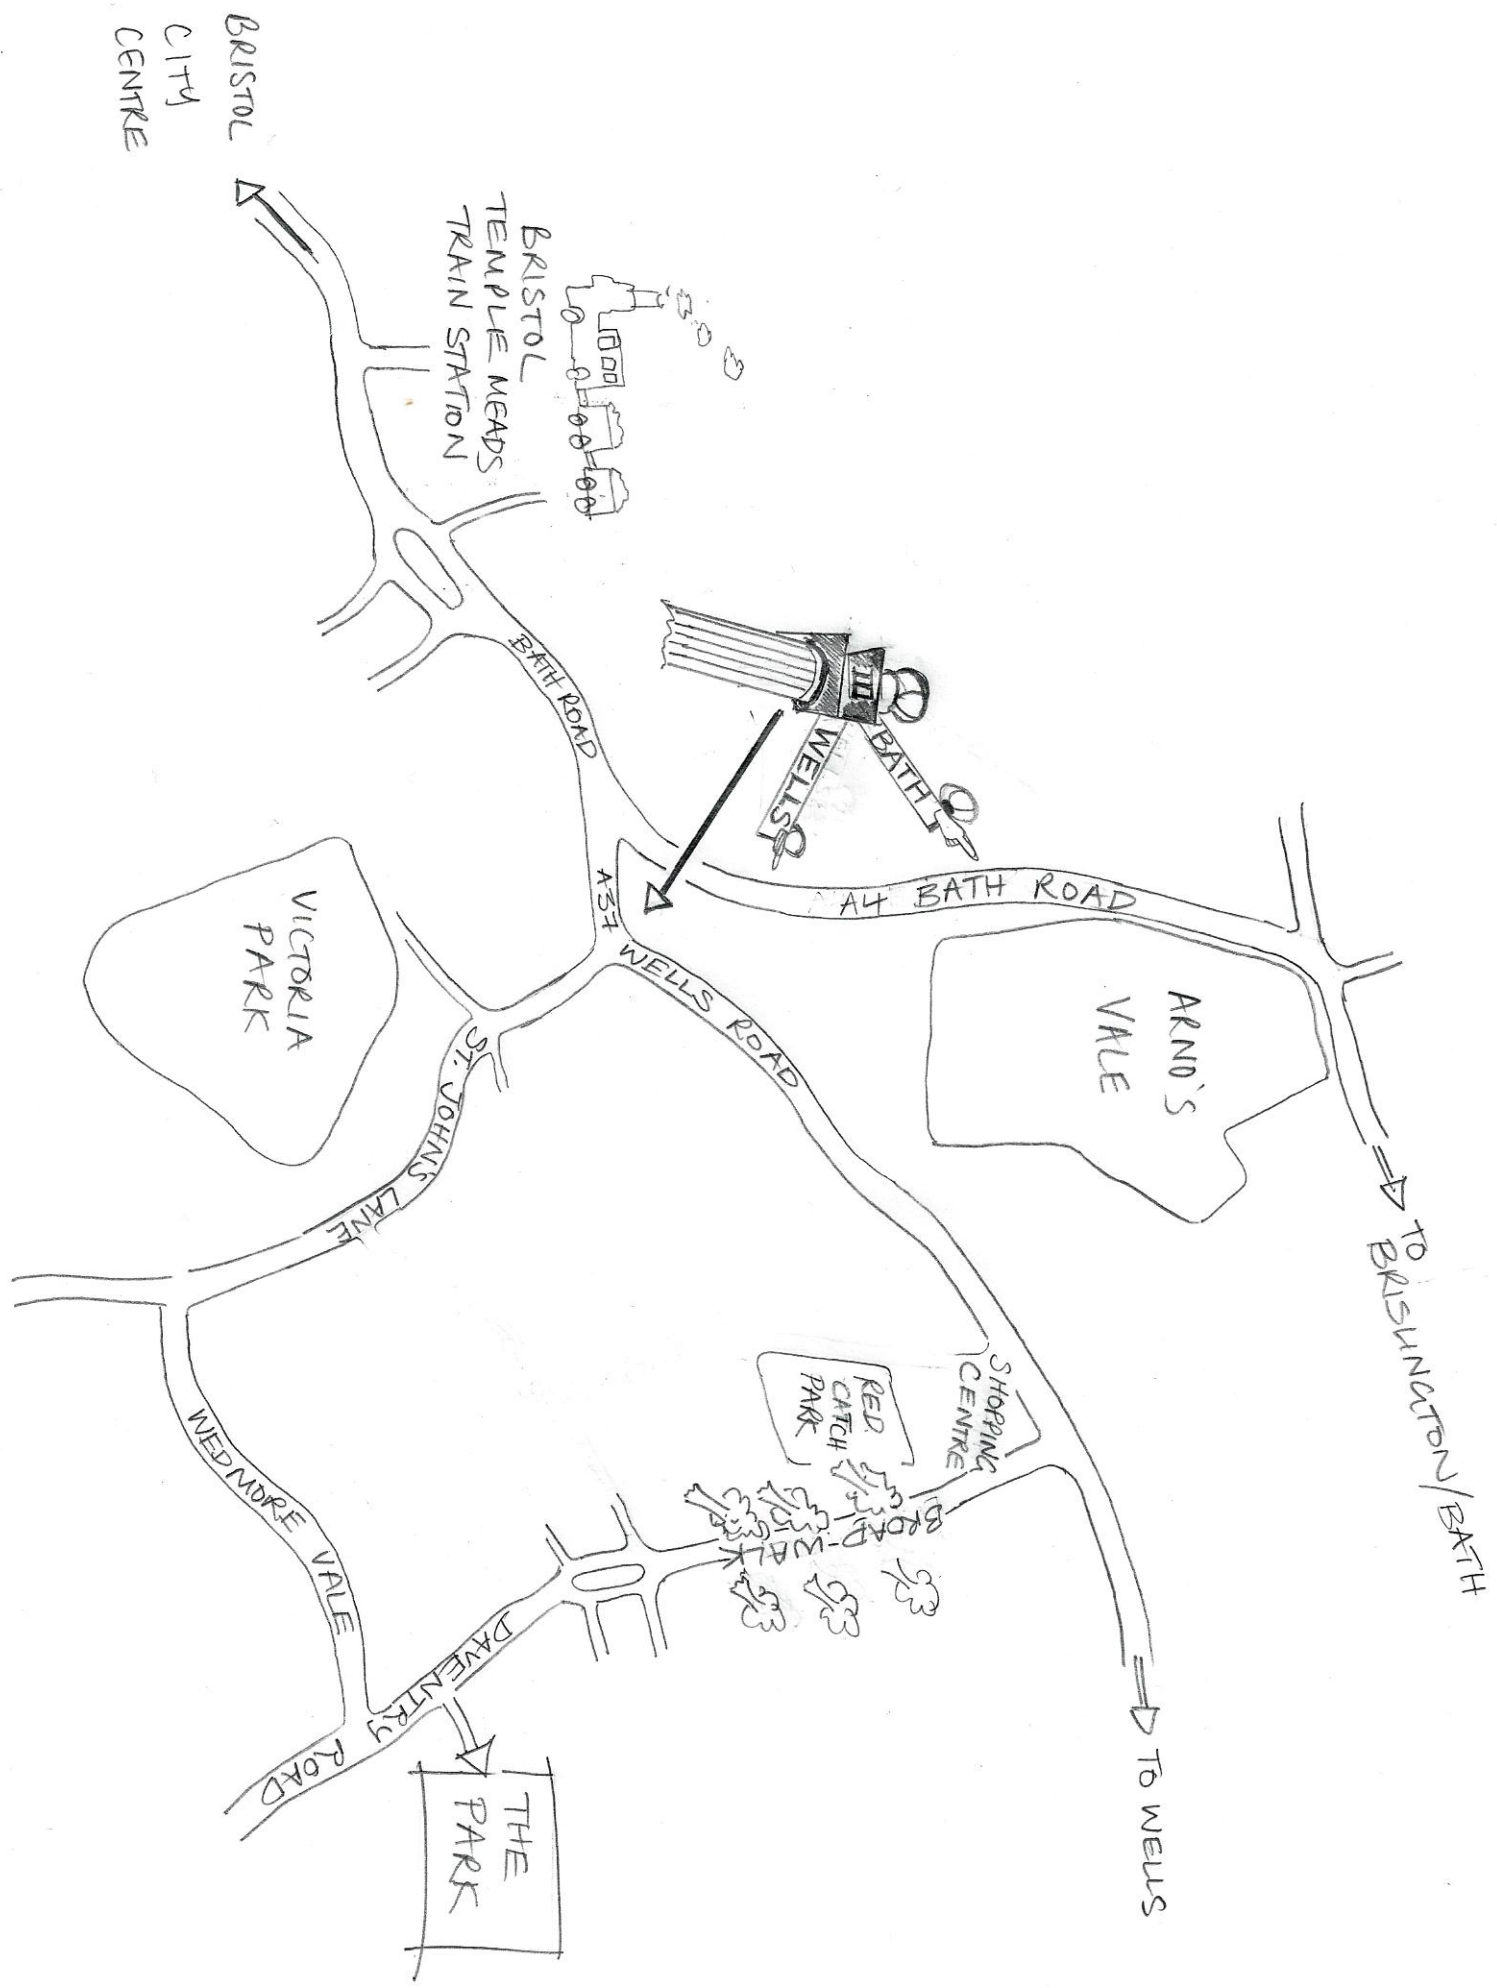 BRISTOL
CITY
CENTRE
BRISTOL
TEMPLE MEADS
TRAIN STATION
BATH ROAD
BATH
WELLS
A4 BATH ROAD
A37
WELLS ROAD
ARNO'S
VALE
TO
BRISLINGTON/BATH
VICTORIA
PARK
ST. JOHNS LANE
SHOPPING
CENTRE
RED
CATCH
PARK
BROAD-WALK
WEDMORE VALE
DAVENTRY ROAD
THE
PARK
TO WELLS